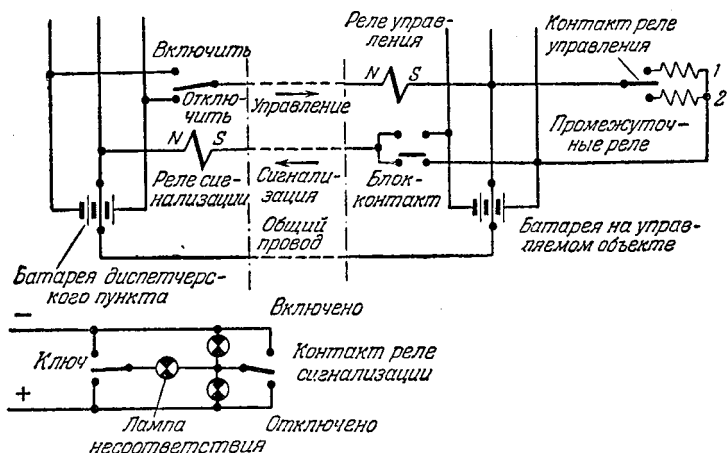 Включить
Реле управ-
ления
Контакт реле
управления
N S
1
Отклю-
чить
Управление
2
N S
Промежуточ-
ные реле
Реле сиг-
нализации
Сигнали-
зация
Блок-
контакт
Общий
провод
Батарея на управ-
ляемом объекте
Батарея диспетчерс-
кого пункта
Включено
−
Ключ
Контакт реле
сигнализации
+
Лампа
несоответствия
Отключено